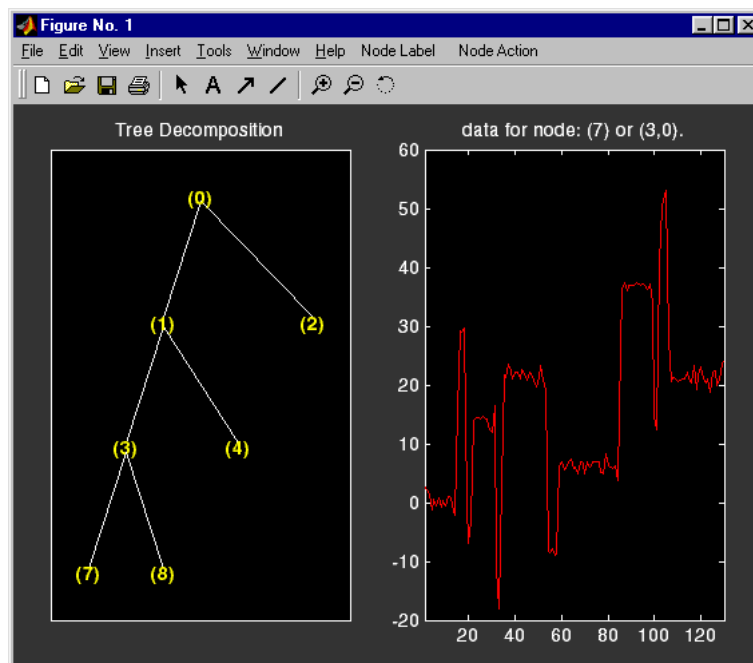 Figure No. 1
File Edit View Insert Tools Window Help Node Label Node Action
A
Tree Decomposition
(0)
(1)
(2)
(3)
(4)
(7)
(8)
data for node: (7) or (3,0).
60
50
40
30
20
10
0
-10
-20
20 40 60 80 100 120